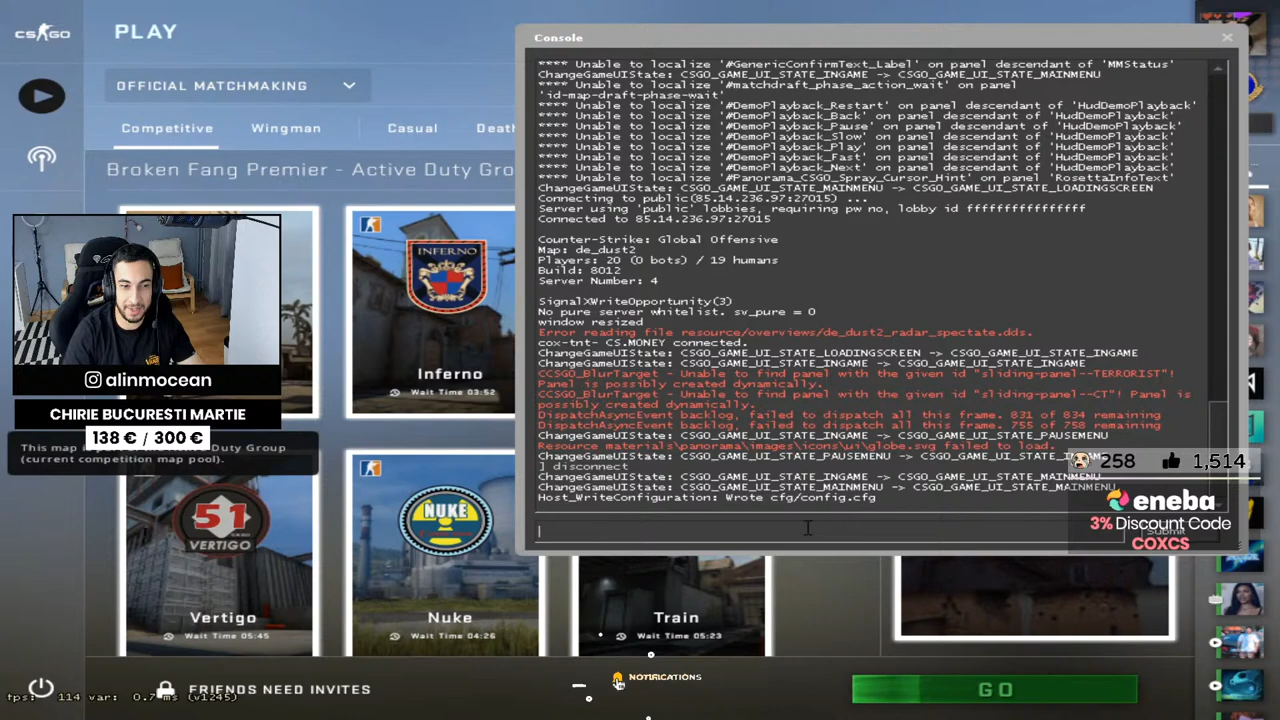 CS:GO
PLAY
OFFICIAL MATCHMAKING
Competitive
Wingman
Casual
Broken Fang Premier - Active Duty
INFERNO
Inferno
Wait Time 03:52
alinmocean
CHIRIE BUCURESTI MARTIE
138 € / 300 €
This map is part of the
Duty Group
(current competition map pool).
51
VERTIGO
Vertigo
Wait Time 05:45
NUKE
Nuke
Wait Time 04:26
Train
Wait Time 05:23
FRIENDS NEED INVITES
fps: 114 var: 0.7 ms (v1245)
NOTIFICATIONS
GO
Console
**** Unable to localize '#GenericConfirmText_Label' on panel descendant of 'MMStatus'
ChangeGameUIState: CSGO_GAME_UI_STATE_INGAME -> CSGO_GAME_UI_STATE_MAINMENU
**** Unable to localize '#matchdraft_phase_action_wait' on panel
'id-map-draft-phase-wait'
**** Unable to localize '#DemoPlayback_Restart' on panel descendant of 'HudDemoPlayback'
**** Unable to localize '#DemoPlayback_Back' on panel descendant of 'HudDemoPlayback'
**** Unable to localize '#DemoPlayback_Pause' on panel descendant of 'HudDemoPlayback'
**** Unable to localize '#DemoPlayback_Slow' on panel descendant of 'HudDemoPlayback'
**** Unable to localize '#DemoPlayback_Play' on panel descendant of 'HudDemoPlayback'
**** Unable to localize '#DemoPlayback_Fast' on panel descendant of 'HudDemoPlayback'
**** Unable to localize '#DemoPlayback_Next' on panel descendant of 'HudDemoPlayback'
**** Unable to localize '#Panorama_CSGO_Spray_Cursor_Hint' on panel 'RosettaInfoText'
ChangeGameUIState: CSGO_GAME_UI_STATE_MAINMENU -> CSGO_GAME_UI_STATE_LOADINGSCREEN
Connecting to public(85.14.236.97:27015) ...
Server using 'public' lobbies, requiring pw no, lobby id ffffffffffffffff
Connected to 85.14.236.97:27015
Counter-Strike: Global Offensive
Map: de_dust2
Players: 20 (0 bots) / 19 humans
Build: 8012
Server Number: 4
SignalXWriteOpportunity(3)
No pure server whitelist. sv_pure = 0
window resized
Error reading file resource/overviews/de_dust2_radar_spectate.dds.
cox-tnt- CS.MONEY connected.
ChangeGameUIState: CSGO_GAME_UI_STATE_LOADINGSCREEN -> CSGO_GAME_UI_STATE_INGAME
ChangeGameUIState: CSGO_GAME_UI_STATE_INGAME -> CSGO_GAME_UI_STATE_INGAME
CCSGO_BlurTarget - Unable to find panel with the given id "sliding-panel--TERRORIST"!
Panel is possibly created dynamically.
CCSGO_BlurTarget - Unable to find panel with the given id "sliding-panel--CT"! Panel is
possibly created dynamically.
DispatchAsyncEvent backlog, failed to dispatch all this frame. 831 of 834 remaining
DispatchAsyncEvent backlog, failed to dispatch all this frame. 755 of 758 remaining
ChangeGameUIState: CSGO_GAME_UI_STATE_INGAME -> CSGO_GAME_UI_STATE_PAUSEMENU
Resource materials\panorama\images\icons\ui\globe.svg failed to load.
ChangeGameUIState: CSGO_GAME_UI_STATE_PAUSEMENU -> CSGO_GAME_UI_STATE_INGAME
] disconnect
ChangeGameUIState: CSGO_GAME_UI_STATE_INGAME -> CSGO_GAME_UI_STATE_MAINMENU
ChangeGameUIState: CSGO_GAME_UI_STATE_MAINMENU -> CSGO_GAME_UI_STATE_MAINMENU
Host_WriteConfiguration: Wrote cfg/config.cfg
258
1,514
eneba
3% Discount Code
COXCS